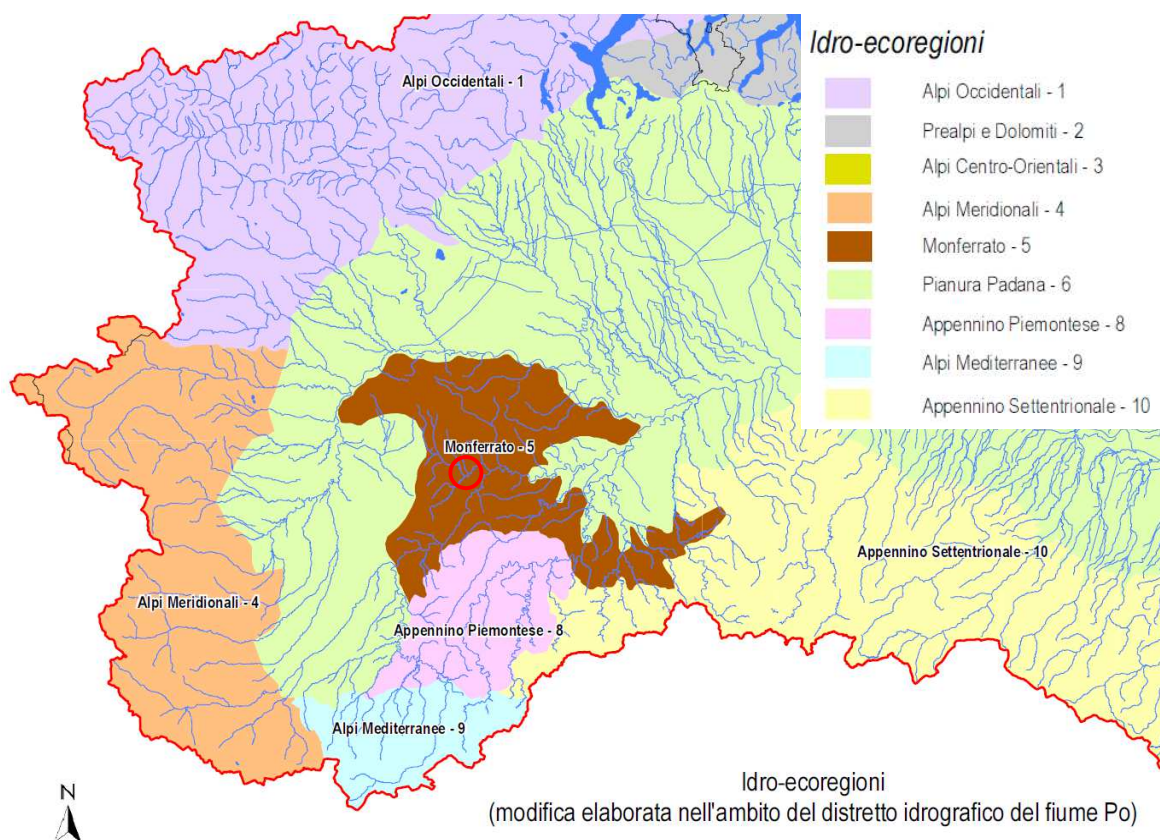 Idro-ecoregioni
Alpi Occidentali - 1
Prealpi e Dolomiti - 2
Alpi Centro-Orientali - 3
Alpi Meridionali - 4
Monferrato - 5
Pianura Padana - 6
Appennino Piemontese - 8
Alpi Mediterranee - 9
Appennino Settentrionale - 10
Alpi Occidentali - 1
Monferrato - 5
Appennino Settentrionale - 10
Alpi Meridionali - 4
Appennino Piemontese - 8
Alpi Mediterranee - 9
N
Idro-ecoregioni
(modifica elaborata nell'ambito del distretto idrografico del fiume Po)